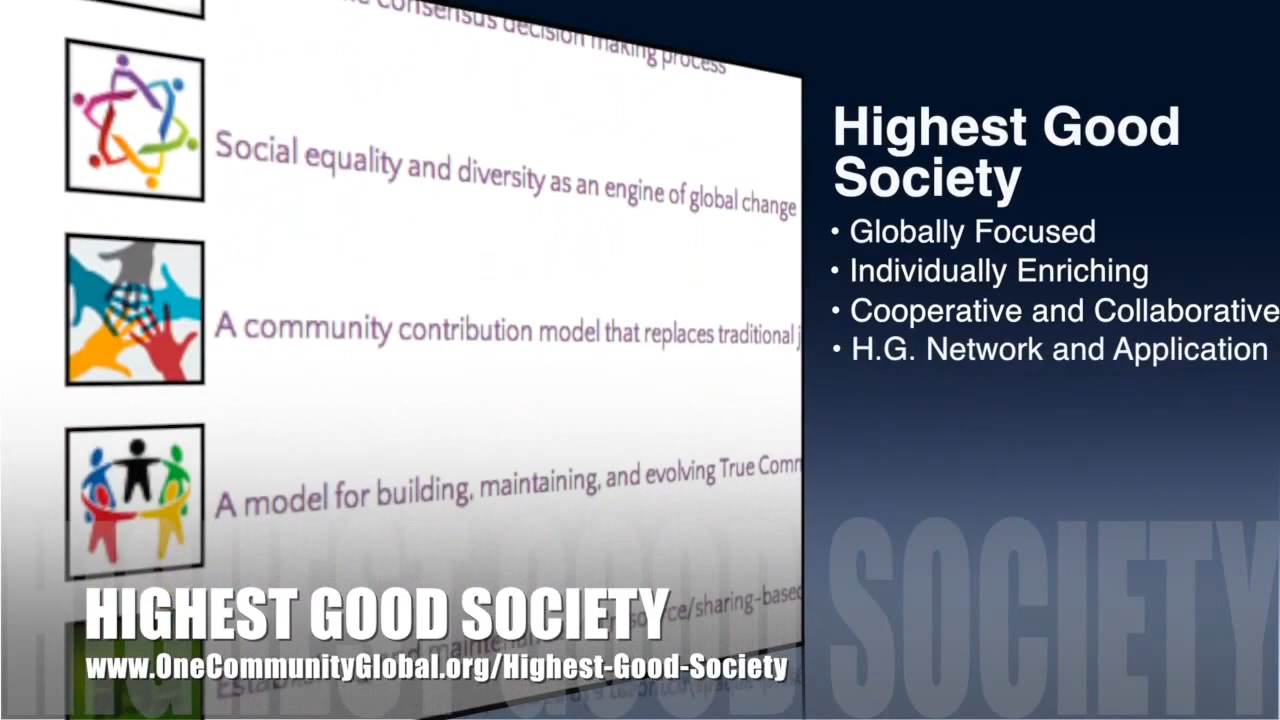 consensus decision making process
Social equality and diversity as an engine of global change
A community contribution model that replaces traditional j
A model for building, maintaining, and evolving True Comm
Highest Good
Society
• Globally Focused
• Individually Enriching
• Cooperative and Collaborative
• H.G. Network and Application
HIGHEST GOOD SOCIETY
HIGHEST GOOD SOCIETY
www.OneCommunityGlobal.org/Highest-Good-Society